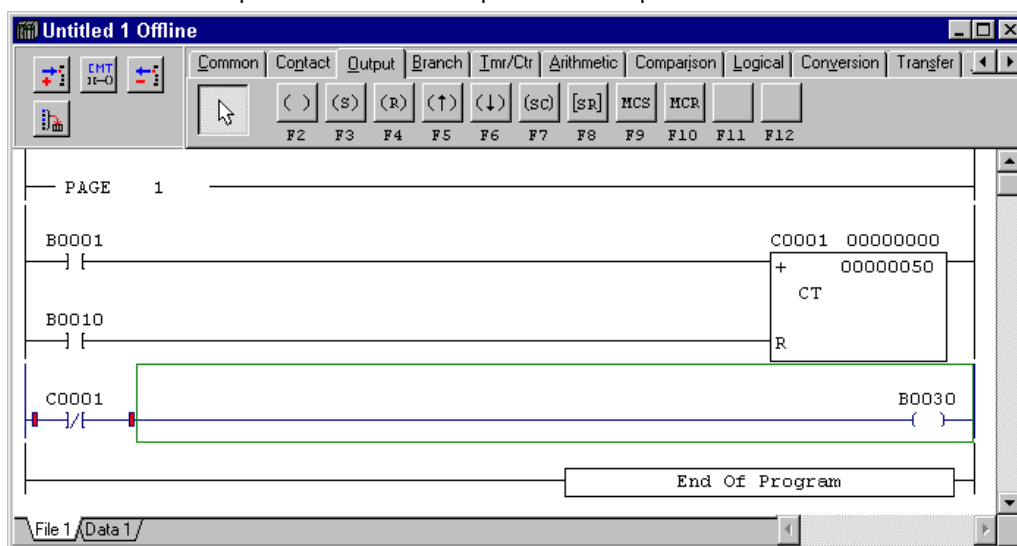 Untitled 1 Offline
CMT
Common Contact Output Branch Tmr/Ctr Arithmetic Comparison Logical Conversion Transfer
( ) (S) (R) (↑) (↓) (SC) [SR] MCS MCR
F2 F3 F4 F5 F6 F7 F8 F9 F10 F11 F12
PAGE 1
B0001 C0001 00000000
] [ + 00000050
CT
B0010
] [ R
C0001 B0030
]/[ ( )
End Of Program
File 1 Data 1